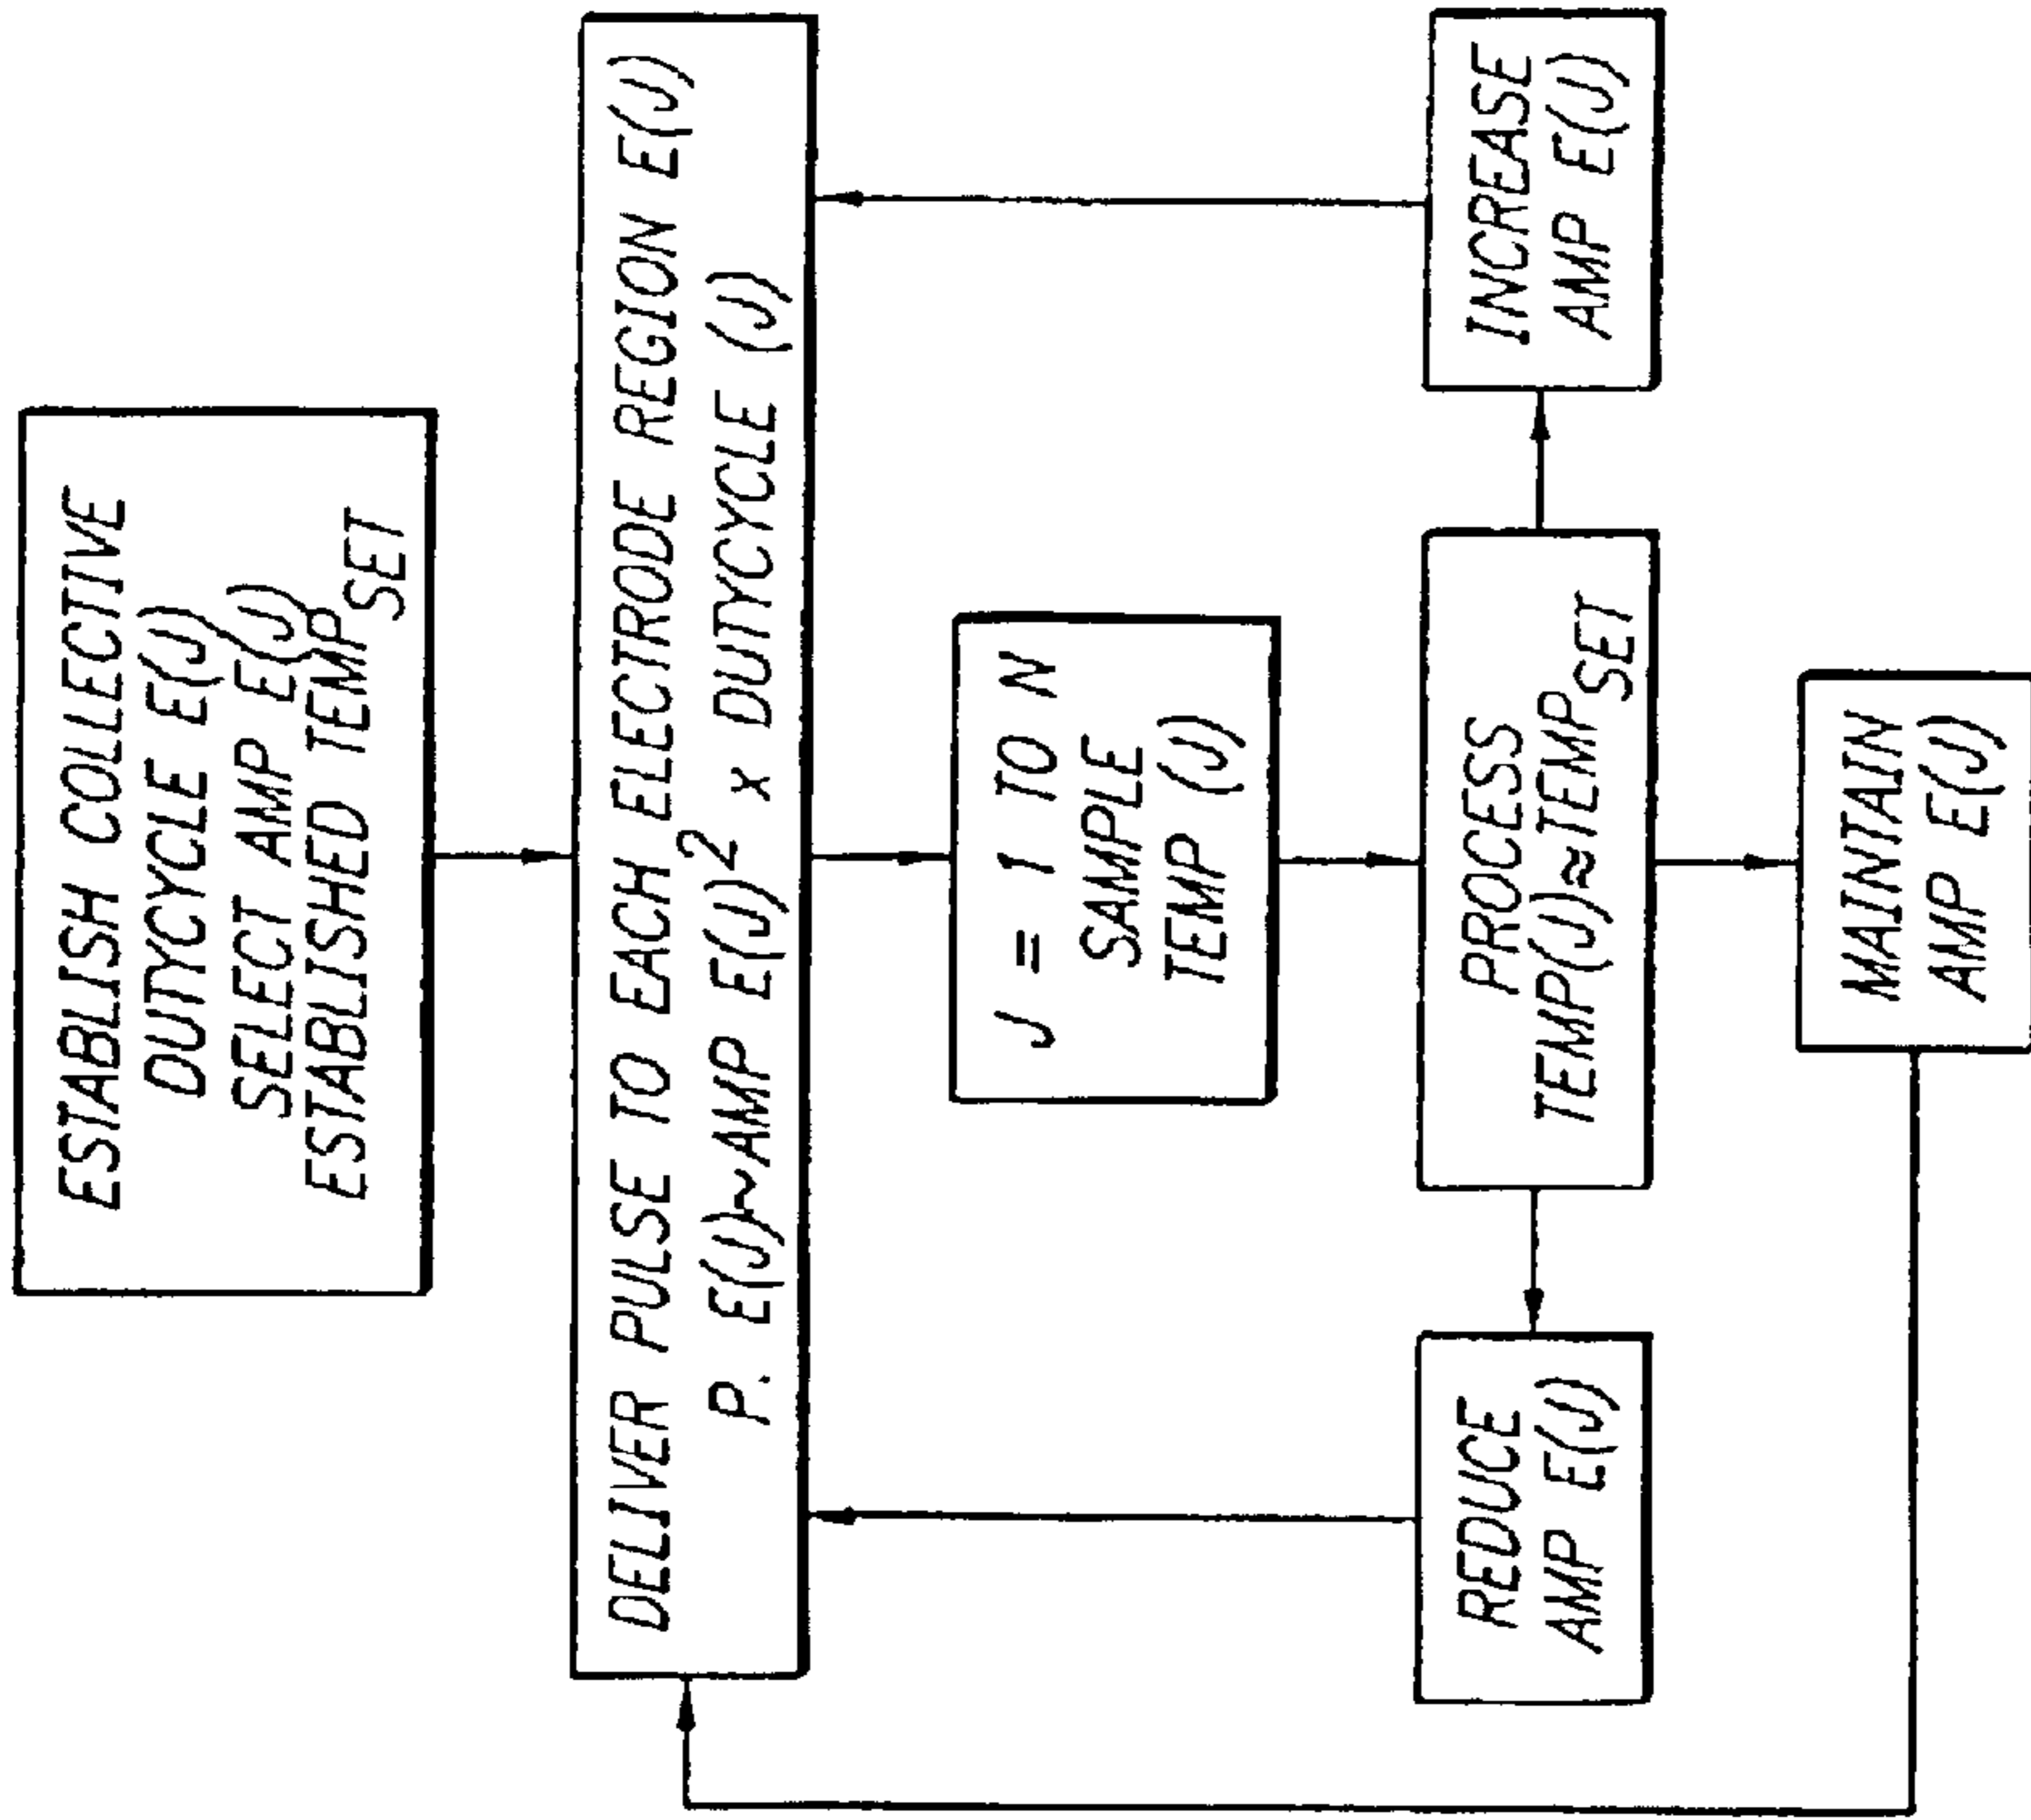 ESTABLISH COLLECTIVE
DUTYCYCLE E(J)
SELECT AMP E(J)
ESTABLISHED TEMP SET
DELIVER PULSE TO EACH ELECTRODE REGION E(J)
P. E(J)~AMP E(J)² x DUTYCYCLE (J)
J = 1 TO N
SAMPLE
TEMP (J)
PROCESS
TEMP(J)≈TEMP SET
REDUCE
AMP E(J)
INCREASE
AMP E(J)
MAINTAIN
AMP E(J)